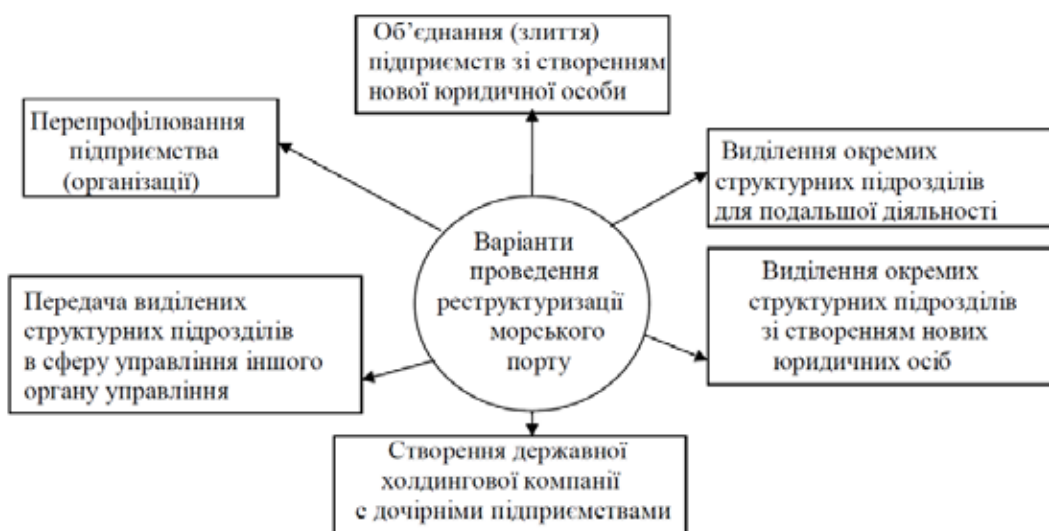 Об’єднання (злиття)
підприємств зі створенням
нової юридичної особи
Перепрофілювання
підприємства
(організації)
Виділення окремих
структурних підрозділів
для подальшої діяльності
Варіанти
проведення
реструктуризації
морського
порту
Передача виділених
структурних підрозділів
в сферу управління іншого
органу управління
Виділення окремих
структурних підрозділів
зі створенням нових
юридичних осіб
Створення державної
холдингової компанії
с дочірніми підприємствами